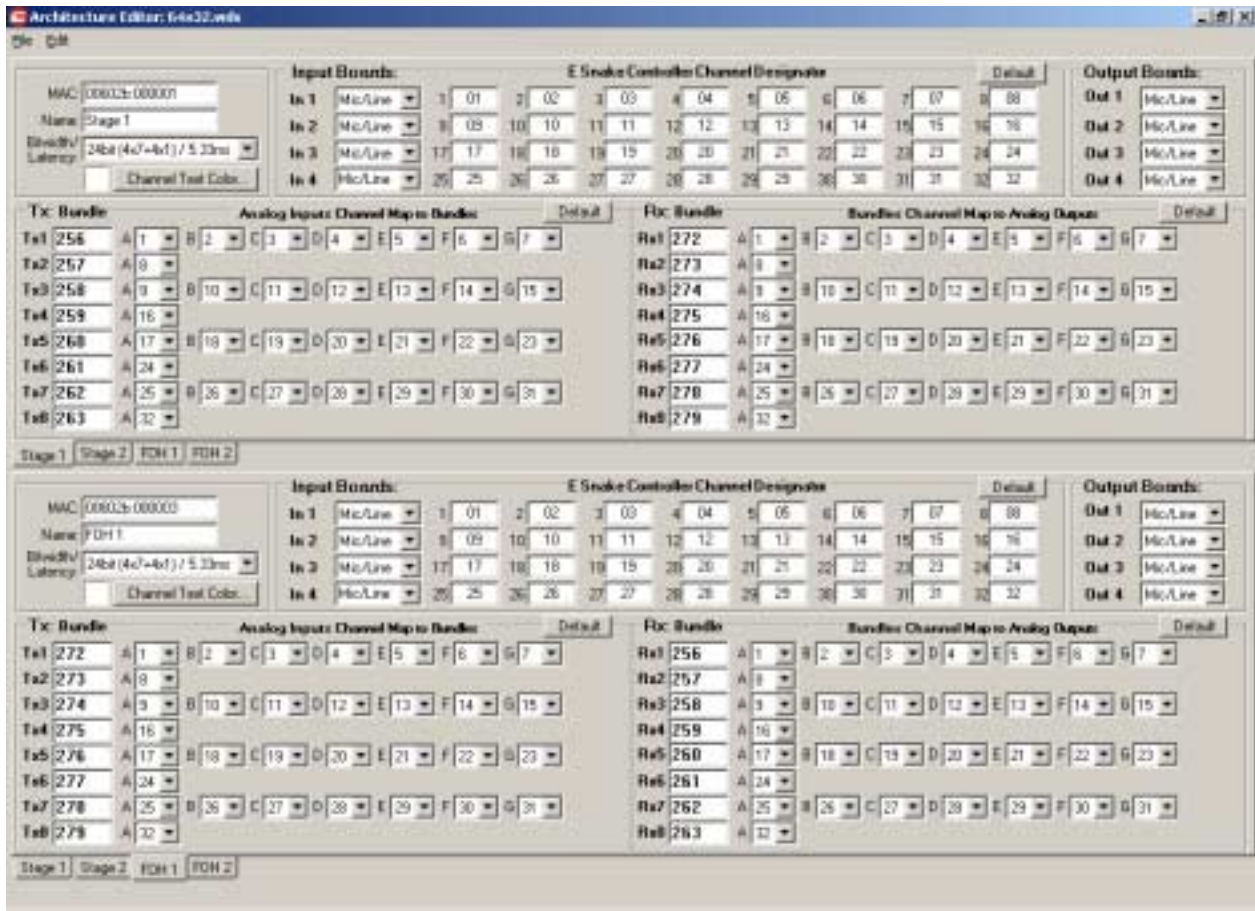 Architecture Editor: 64x32.wds
File Edit
Input Boards: E Snake Controller Channel Designator Default Output Boards:
MAC: 00602b 000001 In 1 Mic/Line 1 01 2 02 3 03 4 04 5 05 6 06 7 07 8 08 Out 1 Mic/Line
Name: Stage 1 In 2 Mic/Line 9 09 10 10 11 11 12 12 13 13 14 14 15 15 16 16 Out 2 Mic/Line
Bitwidth/ Latency: 24bit (4x7+4x1) / 5.33ms In 3 Mic/Line 17 17 18 18 19 19 20 20 21 21 22 22 23 23 24 24 Out 3 Mic/Line
Channel Text Color... In 4 Mic/Line 25 25 26 26 27 27 28 28 29 29 30 30 31 31 32 32 Out 4 Mic/Line
Tx: Bundle Analog Inputs Channel Map to Bundles Default Rx: Bundle Bundles Channel Map to Analog Outputs Default
Tx1 256 A 1 B 2 C 3 D 4 E 5 F 6 G 7 Rx1 272 A 1 B 2 C 3 D 4 E 5 F 6 G 7
Tx2 257 A 8 Rx2 273 A 8
Tx3 258 A 9 B 10 C 11 D 12 E 13 F 14 G 15 Rx3 274 A 9 B 10 C 11 D 12 E 13 F 14 G 15
Tx4 259 A 16 Rx4 275 A 16
Tx5 260 A 17 B 18 C 19 D 20 E 21 F 22 G 23 Rx5 276 A 17 B 18 C 19 D 20 E 21 F 22 G 23
Tx6 261 A 24 Rx6 277 A 24
Tx7 262 A 25 B 26 C 27 D 28 E 29 F 30 G 31 Rx7 278 A 25 B 26 C 27 D 28 E 29 F 30 G 31
Tx8 263 A 32 Rx8 279 A 32
Stage 1 Stage 2 FOH 1 FOH 2
Input Boards: E Snake Controller Channel Designator Default Output Boards:
MAC: 00602b 000003 In 1 Mic/Line 1 01 2 02 3 03 4 04 5 05 6 06 7 07 8 08 Out 1 Mic/Line
Name: FOH 1 In 2 Mic/Line 9 09 10 10 11 11 12 12 13 13 14 14 15 15 16 16 Out 2 Mic/Line
Bitwidth/ Latency: 24bit (4x7+4x1) / 5.33ms In 3 Mic/Line 17 17 18 18 19 19 20 20 21 21 22 22 23 23 24 24 Out 3 Mic/Line
Channel Text Color... In 4 Mic/Line 25 25 26 26 27 27 28 28 29 29 30 30 31 31 32 32 Out 4 Mic/Line
Tx: Bundle Analog Inputs Channel Map to Bundles Default Rx: Bundle Bundles Channel Map to Analog Outputs Default
Tx1 272 A 1 B 2 C 3 D 4 E 5 F 6 G 7 Rx1 256 A 1 B 2 C 3 D 4 E 5 F 6 G 7
Tx2 273 A 8 Rx2 257 A 8
Tx3 274 A 9 B 10 C 11 D 12 E 13 F 14 G 15 Rx3 258 A 9 B 10 C 11 D 12 E 13 F 14 G 15
Tx4 275 A 16 Rx4 259 A 16
Tx5 276 A 17 B 18 C 19 D 20 E 21 F 22 G 23 Rx5 260 A 17 B 18 C 19 D 20 E 21 F 22 G 23
Tx6 277 A 24 Rx6 261 A 24
Tx7 278 A 25 B 26 C 27 D 28 E 29 F 30 G 31 Rx7 262 A 25 B 26 C 27 D 28 E 29 F 30 G 31
Tx8 279 A 32 Rx8 263 A 32
Stage 1 Stage 2 FOH 1 FOH 2